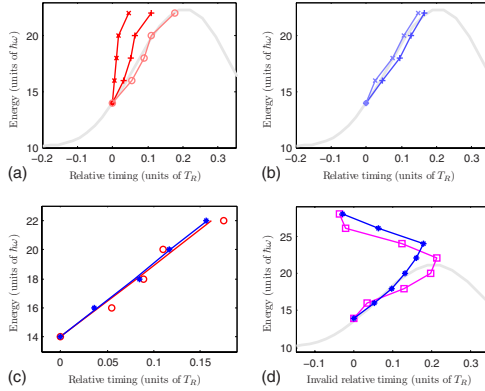 20
15
10
Energy (units of ħω)
−0.2 −0.1 0 0.1 0.2 0.3
(a) Relative timing (units of T_R)
20
15
10
Energy (units of ħω)
−0.2 −0.1 0 0.1 0.2 0.3
(b) Relative timing (units of T_R)
22
20
18
16
14
Energy (units of ħω)
0 0.05 0.1 0.15
(c) Relative timing (units of T_R)
25
20
15
10
Energy (units of ħω)
−0.1 0 0.1 0.2 0.3
(d) Invalid relative timing (units of T_R)